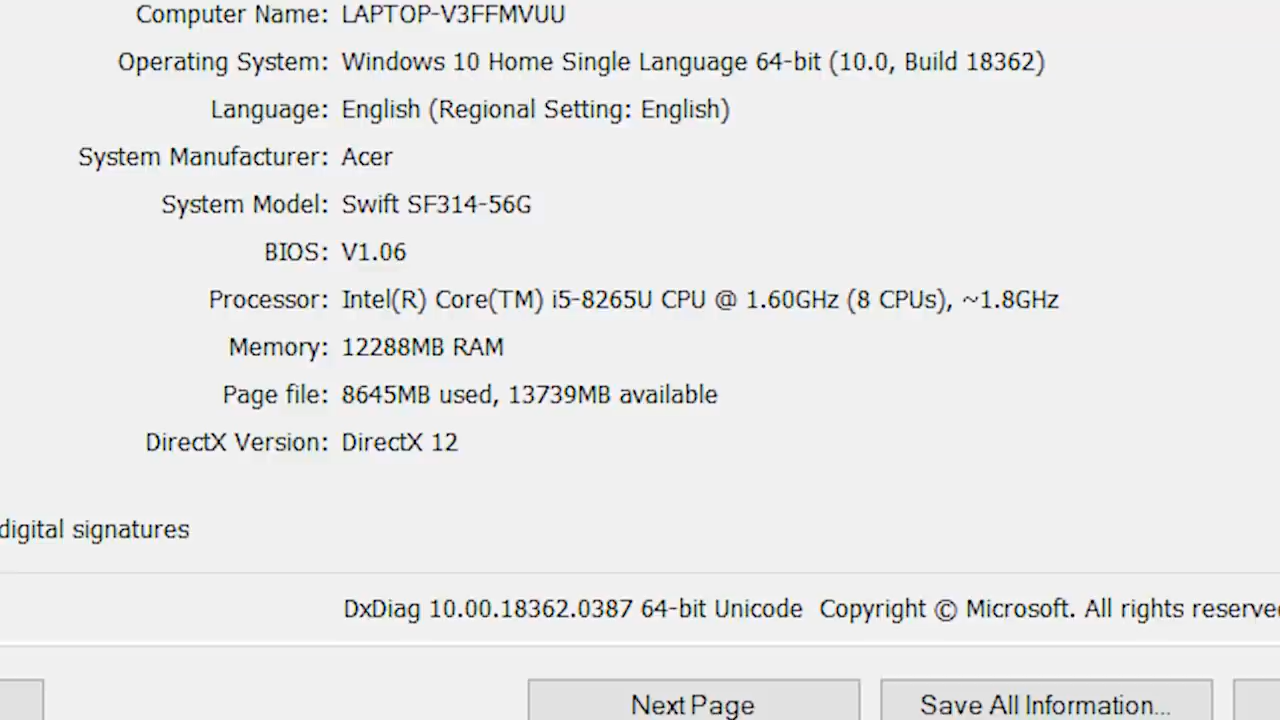 Computer Name: LAPTOP-V3FFMVUU
Operating System: Windows 10 Home Single Language 64-bit (10.0, Build 18362)
Language: English (Regional Setting: English)
System Manufacturer: Acer
System Model: Swift SF314-56G
BIOS: V1.06
Processor: Intel(R) Core(TM) i5-8265U CPU @ 1.60GHz (8 CPUs), ~1.8GHz
Memory: 12288MB RAM
Page file: 8645MB used, 13739MB available
DirectX Version: DirectX 12
digital signatures
DxDiag 10.00.18362.0387 64-bit Unicode Copyright © Microsoft. All rights reserve
Next Page Save All Information...